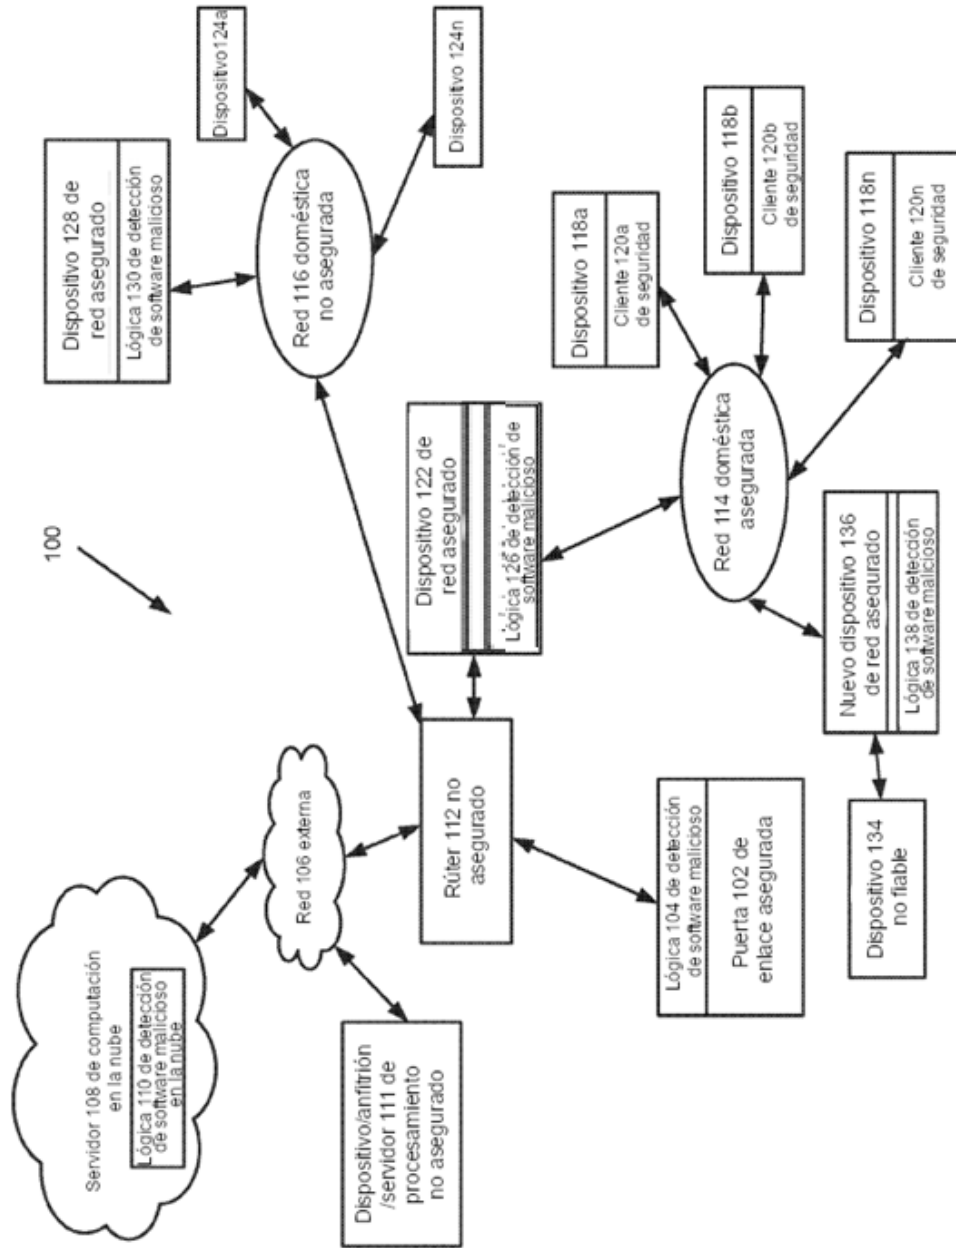 100
Servidor 108 de computación
en la nube
Lógica 110 de detección
de software malicioso
en la nube
Red 106 externa
Dispositivo/anfitrión
/servidor 111 de
procesamiento
no asegurado
Rúter 112 no
asegurado
Lógica 104 de detección
de software malicioso
Puerta 102 de
enlace asegurada
Dispositivo 128 de
red asegurado
Lógica 130 de detección
de software malicioso
Red 116 doméstica
no asegurada
Dispositivo 124a
Dispositivo 124n
Dispositivo 122 de
red asegurado
Lógica 126 de detección de
software malicioso
Red 114 doméstica
asegurada
Dispositivo 118a
Cliente 120a
de seguridad
Dispositivo 118b
Cliente 120b
de seguridad
Dispositivo 118n
Cliente 120n
de seguridad
Nuevo dispositivo 136
de red asegurado
Lógica 138 de detección
de software malicioso
Dispositivo 134
no fiable